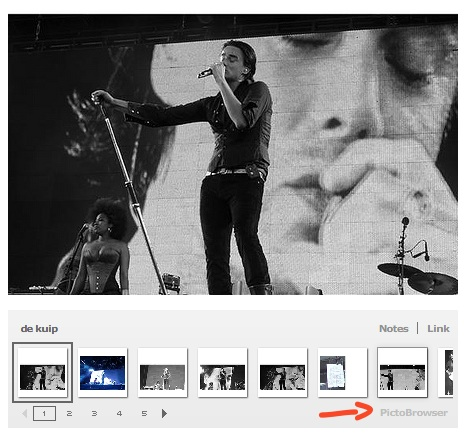 de kuip
Notes | Link
1 2 3 4 5
PictoBrowser